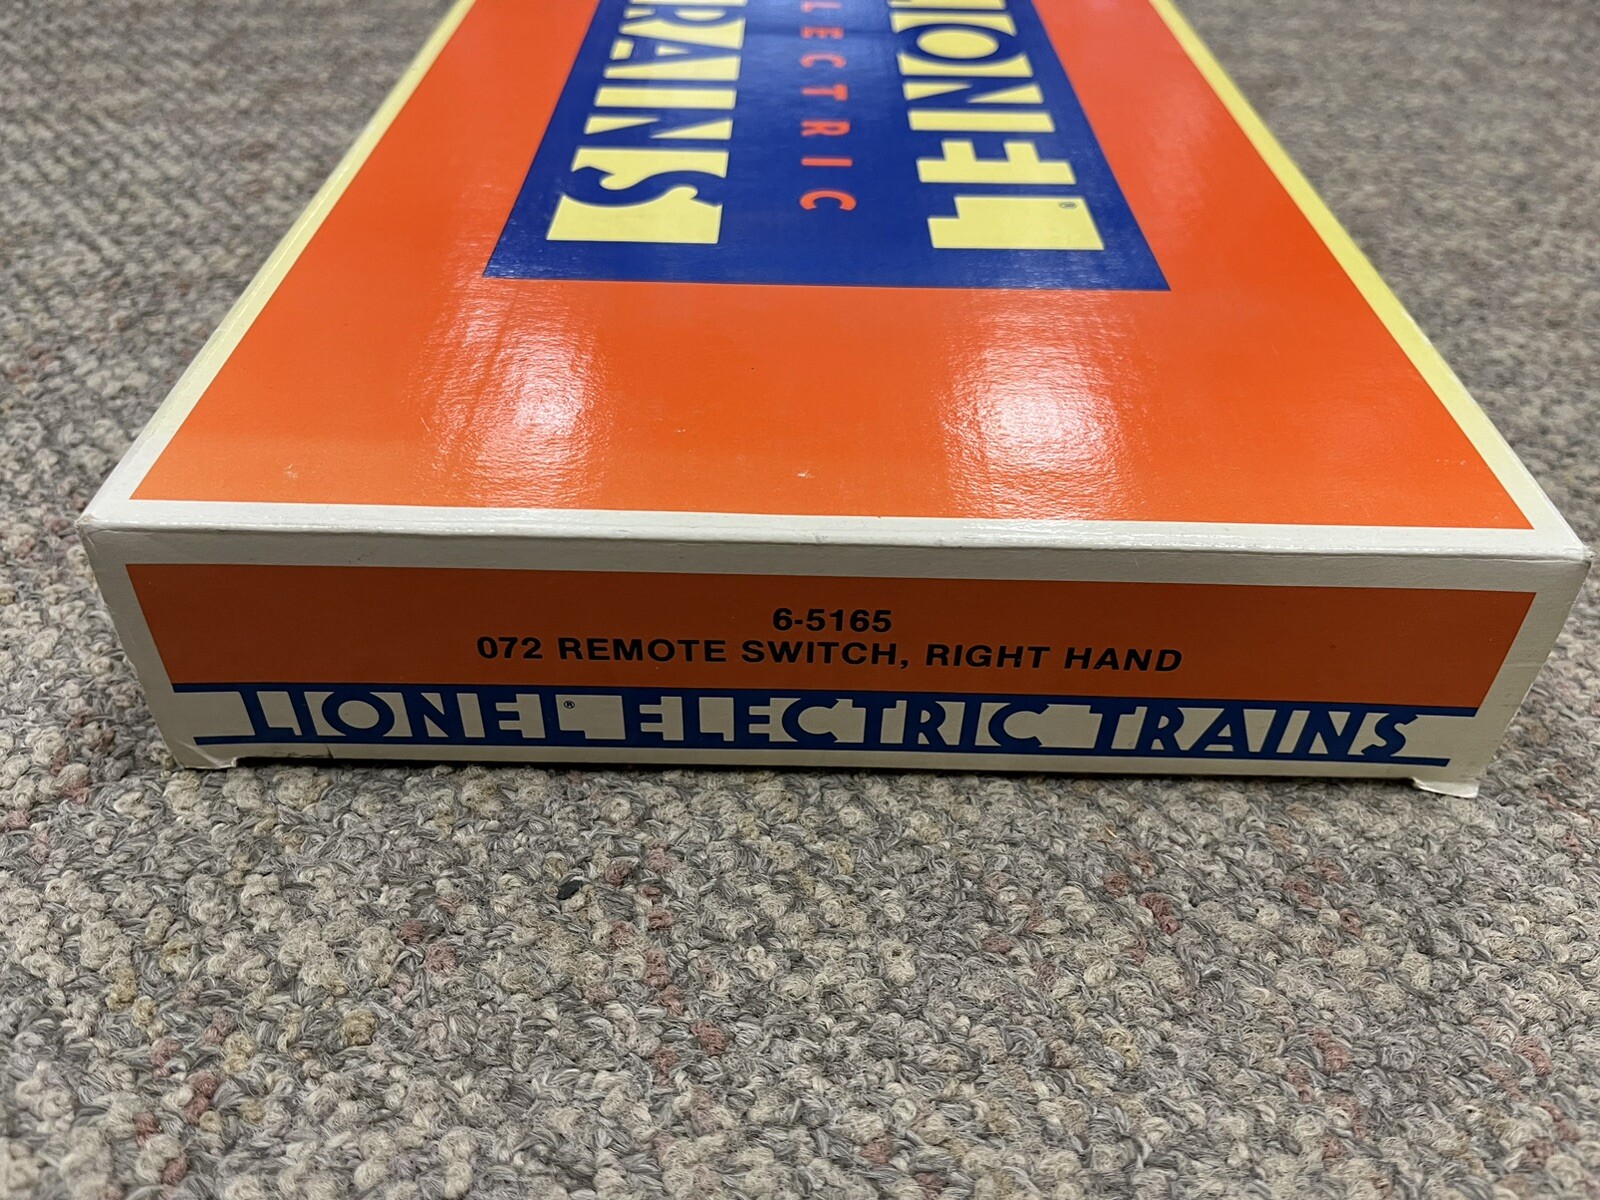 LIONEL®
ELECTRIC
TRAINS
6-5165
072 REMOTE SWITCH, RIGHT HAND
LIONEL® ELECTRIC TRAINS